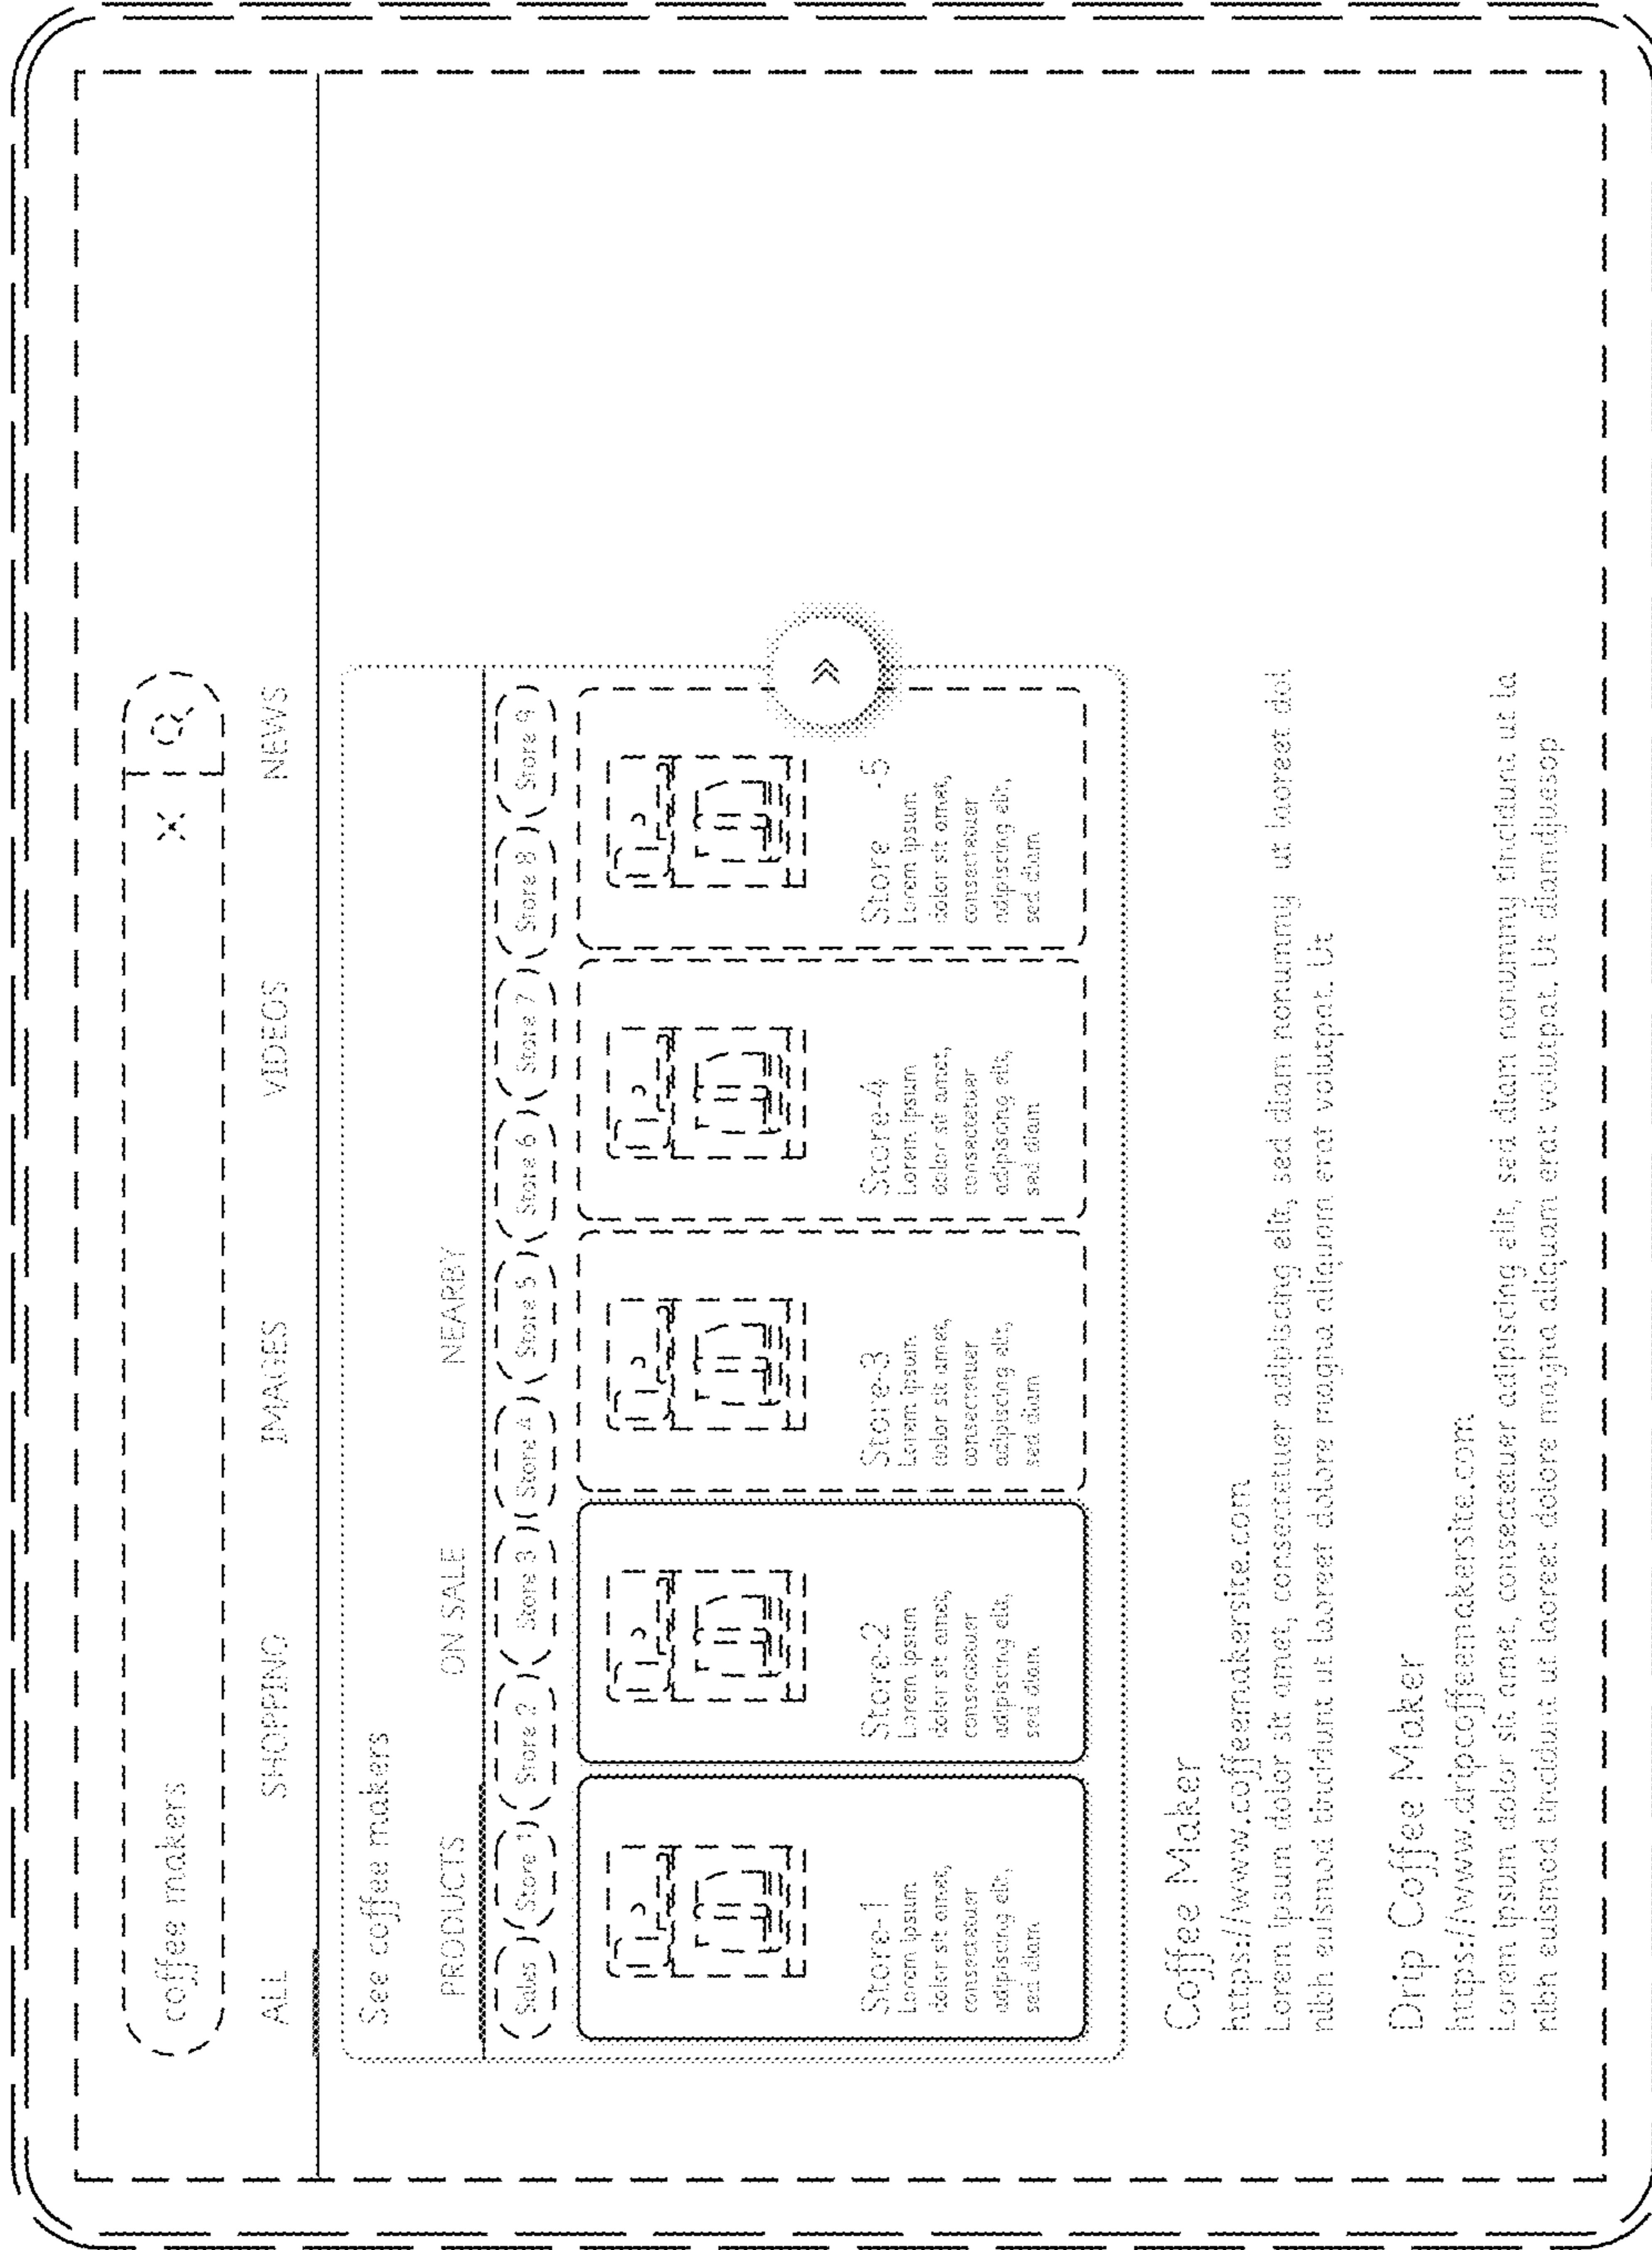 coffee makers X
ALL SHOPPING IMAGES VIDEOS NEWS
See coffee makers
PRODUCTS ON SALE NEARBY
Sales Store 1 Store 2 Store 3 Store 4 Store 5 Store 6 Store 7 Store 8 Store 9
Store-1
Lorem ipsum
dolor sit amet,
consectetuer
adipiscing elit,
sed diam
Store-2
Lorem ipsum
dolor sit amet,
consectetuer
adipiscing elit,
sed diam
Store-3
Lorem ipsum
dolor sit amet,
consectetuer
adipiscing elit,
sed diam
Store-4
Lorem ipsum
dolor sit amet,
consectetuer
adipiscing elit,
sed diam
Store -5
Lorem ipsum
dolor sit amet,
consectetuer
adipiscing elit,
sed diam
Coffee Maker
https://www.coffeemakersite.com
Lorem ipsum dolor sit amet, consectetuer adipiscing elit, sed diam nonummy ut laoreet dol
nibh euismod tincidunt ut laoreet dolore magna aliquam erat volutpat. Ut
Drip Coffee Maker
https://www.dripcoffeemakersite.com
Lorem ipsum dolor sit amet, consectetuer adipiscing elit, sed diam nonummy tincidunt ut la
nibh euismod tincidunt ut laoreet dolore magna aliquam erat volutpat. Ut diamdjuesop